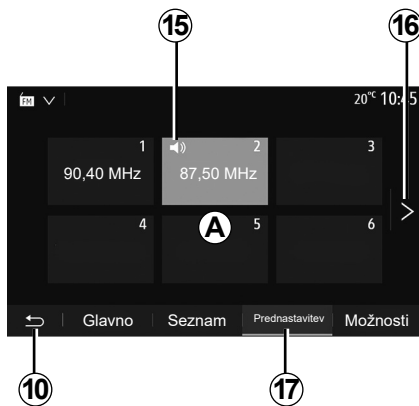 15
16
FM
20°C 10:45
1
2
3
90,40 MHz
87,50 MHz
A
4
5
6
Glavno
Seznam
Prednastavitev
Možnosti
10
17